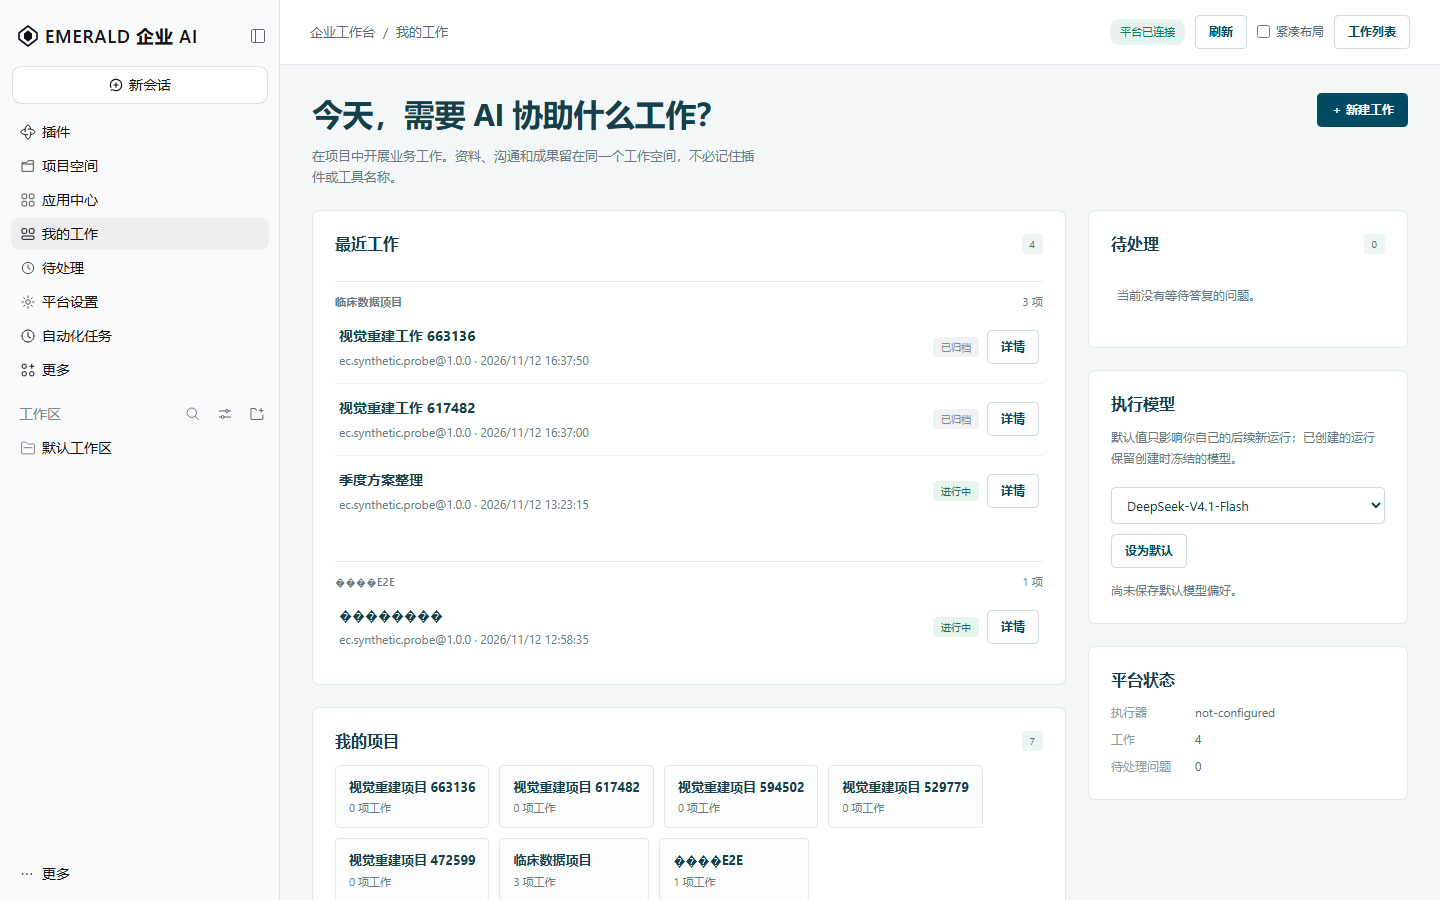 EMERALD 企业 AI
新会话
插件
项目空间
应用中心
我的工作
待处理
平台设置
自动化任务
更多
工作区
默认工作区
更多
企业工作台 / 我的工作
平台已连接
刷新
紧凑布局
工作列表
今天，需要 AI 协助什么工作？
在项目中开展业务工作。资料、沟通和成果留在同一个工作空间，不必记住插
件或工具名称。
+ 新建工作
最近工作
4
临床数据项目
3 项
视觉重建工作 663136
ec.synthetic.probe@1.0.0 · 2026/11/12 16:37:50
已归档
详情
视觉重建工作 617482
ec.synthetic.probe@1.0.0 · 2026/11/12 16:37:00
已归档
详情
季度方案整理
ec.synthetic.probe@1.0.0 · 2026/11/12 13:23:15
进行中
详情
����E2E
1 项
��������
ec.synthetic.probe@1.0.0 · 2026/11/12 12:58:35
进行中
详情
我的项目
7
视觉重建项目 663136
0 项工作
视觉重建项目 617482
0 项工作
视觉重建项目 594502
0 项工作
视觉重建项目 529779
0 项工作
视觉重建项目 472599
0 项工作
临床数据项目
3 项工作
����E2E
1 项工作
待处理
0
当前没有等待答复的问题。
执行模型
默认值只影响你自己的后续新运行；已创建的运行
保留创建时冻结的模型。
DeepSeek-V4.1-Flash
设为默认
尚未保存默认模型偏好。
平台状态
执行器 not-configured
工作 4
待处理问题 0